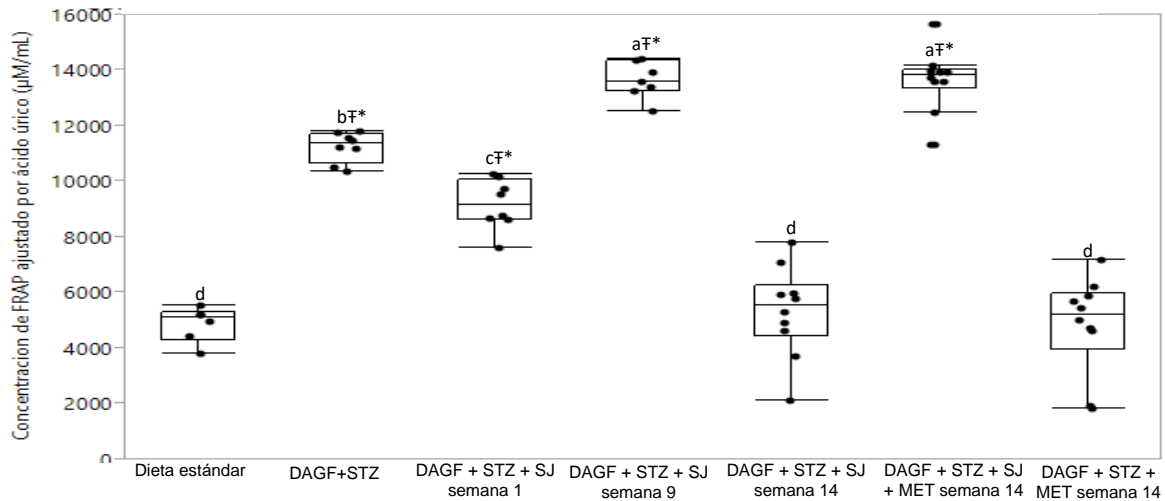 Concentracion de FRAP ajustado por ácido úrico (µM/mL)
16000
14000
12000
10000
8000
6000
4000
2000
0
d
bŦ*
cŦ*
aŦ*
d
aŦ*
d
Dieta estándar
DAGF+STZ
DAGF + STZ + SJ
semana 1
DAGF + STZ + SJ
semana 9
DAGF + STZ + SJ
semana 14
DAGF + STZ + SJ
+ MET semana 14
DAGF + STZ +
MET semana 14